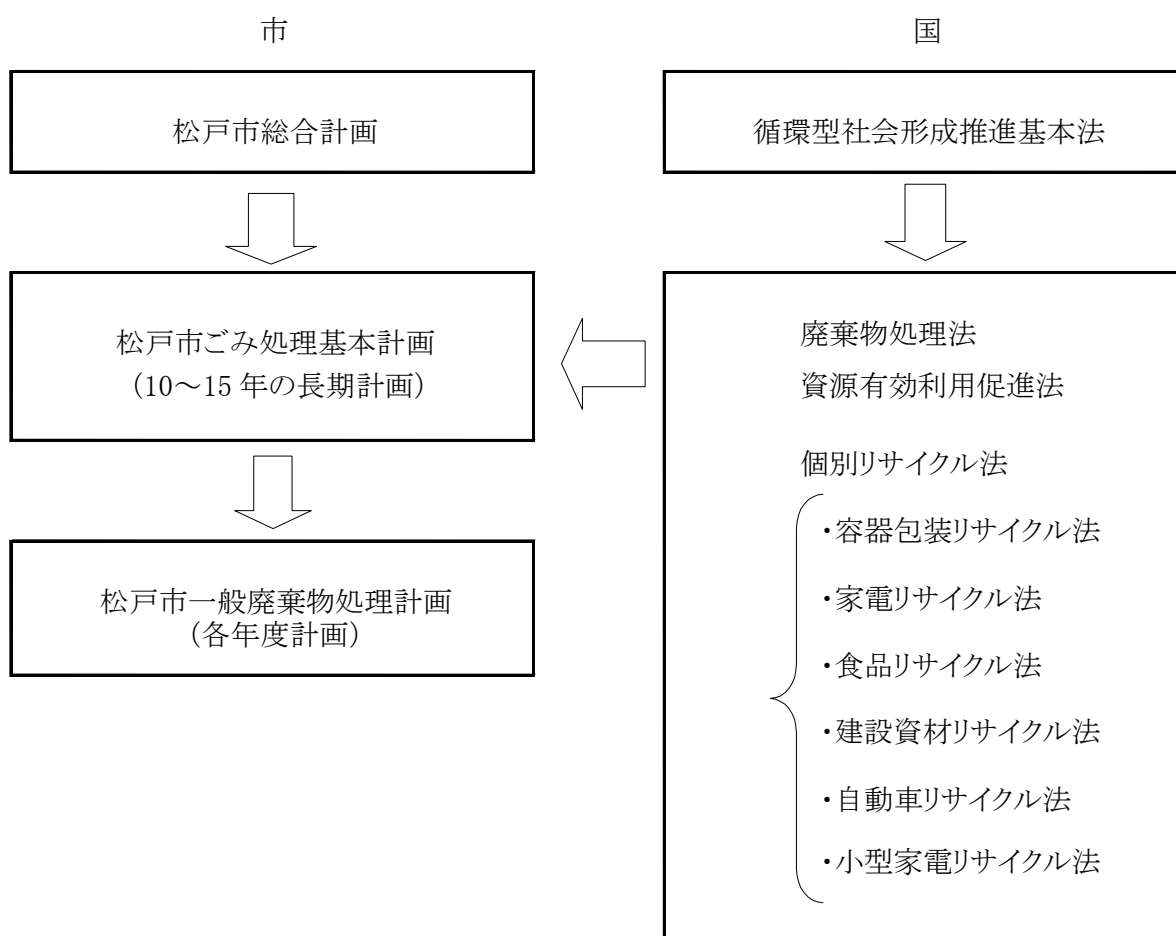 市
国
松戸市総合計画
循環型社会形成推進基本法
松戸市ごみ処理基本計画
（10～15 年の長期計画）
廃棄物処理法
資源有効利用促進法
個別リサイクル法
・容器包装リサイクル法
・家電リサイクル法
・食品リサイクル法
・建設資材リサイクル法
・自動車リサイクル法
・小型家電リサイクル法
松戸市一般廃棄物処理計画
（各年度計画）